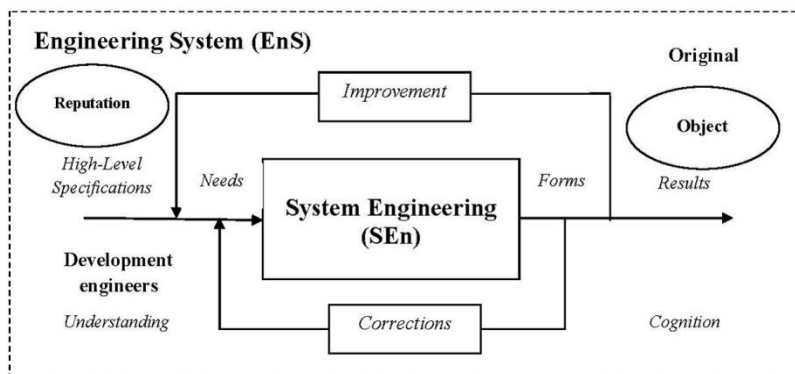 Engineering System (EnS)
Original
Reputation
Improvement
Object
High-Level
Specifications
Needs
Forms
Results
System Engineering
(SEn)
Development
engineers
Understanding
Corrections
Cognition